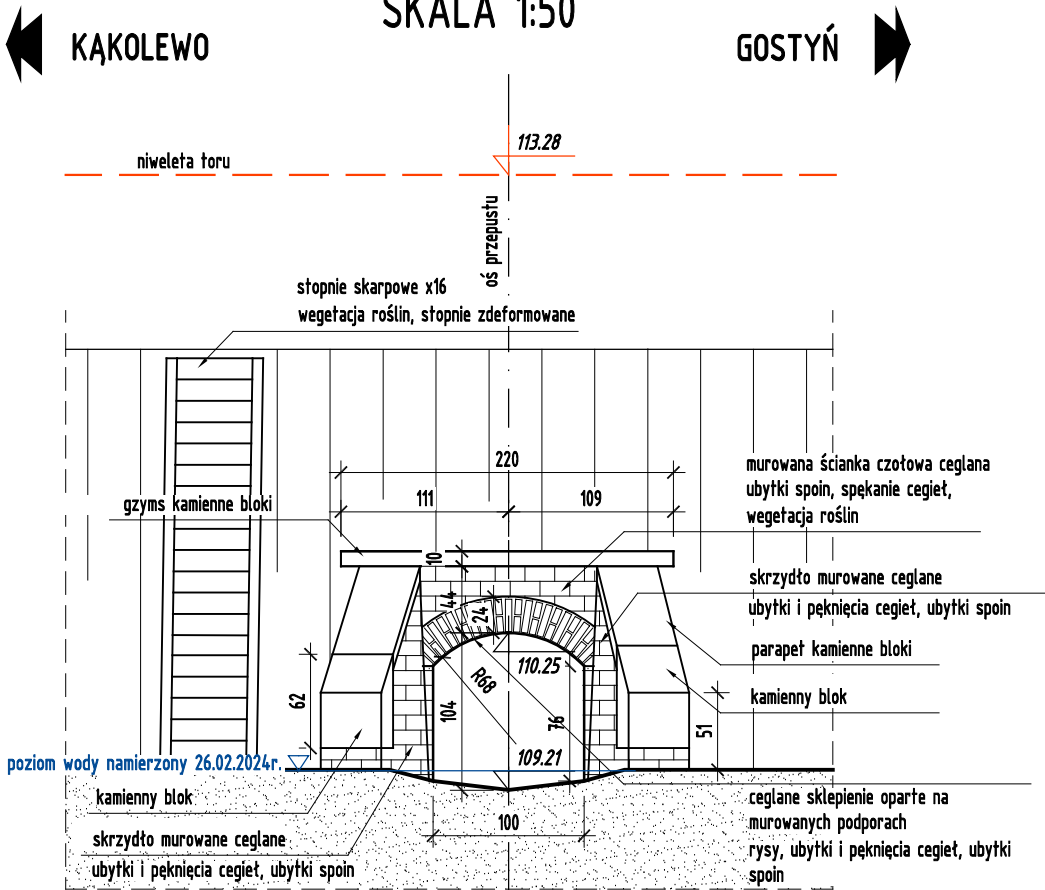 SKALA 1:50
KĄKOLEWO
GOSTYŃ
113.28
niweleta toru
oś przepustu
stopnie skarpowe x16
wegetacja roślin, stopnie zdeformowane
220
111
109
murowana ścianka czołowa ceglana
ubytki spoin, spękanie cegieł,
wegetacja roślin
gzyms kamienne bloki
10
44
24
skrzydło murowane ceglane
ubytki i pęknięcia cegieł, ubytki spoin
parapet kamienne bloki
110.25
R68
kamienny blok
62
104
76
51
109.21
poziom wody namierzony 26.02.2024r.
kamienny blok
100
ceglane sklepienie oparte na
murowanych podporach
rysy, ubytki i pęknięcia cegieł, ubytki
spoin
skrzydło murowane ceglane
ubytki i pęknięcia cegieł, ubytki spoin